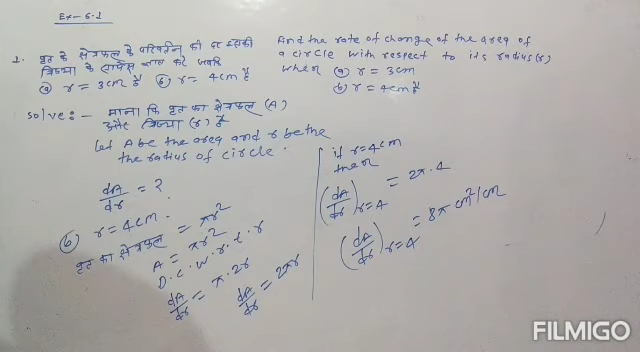 Ex-6.1
1. वृत के क्षेत्रफल के परिवर्तन की दर इसकी
त्रिज्या के सापेक्ष ज्ञात करें जबकि
(a) r = 3cm है (b) r = 4cm है
find the rate of change of the area of
a circle with respect to its radius(r)
when (a) r = 3cm
(b) r = 4cm है
solve:- माना कि वृत का क्षेत्रफल (A)
और त्रिज्या (r) है
Let A be the area and r be the
the radius of circle.
dA/dr = ?
(b) r = 4cm.
वृत का क्षेत्रफल = πr²
A = πr²
D.C.W.r.t.r
dA/dr = π.2r
dA/dr = 2πr
if r=4cm
then
(dA/dr)r=4 = 2π.4
(dA/dr)r=4 = 8π cm²/cm
FILMIGO